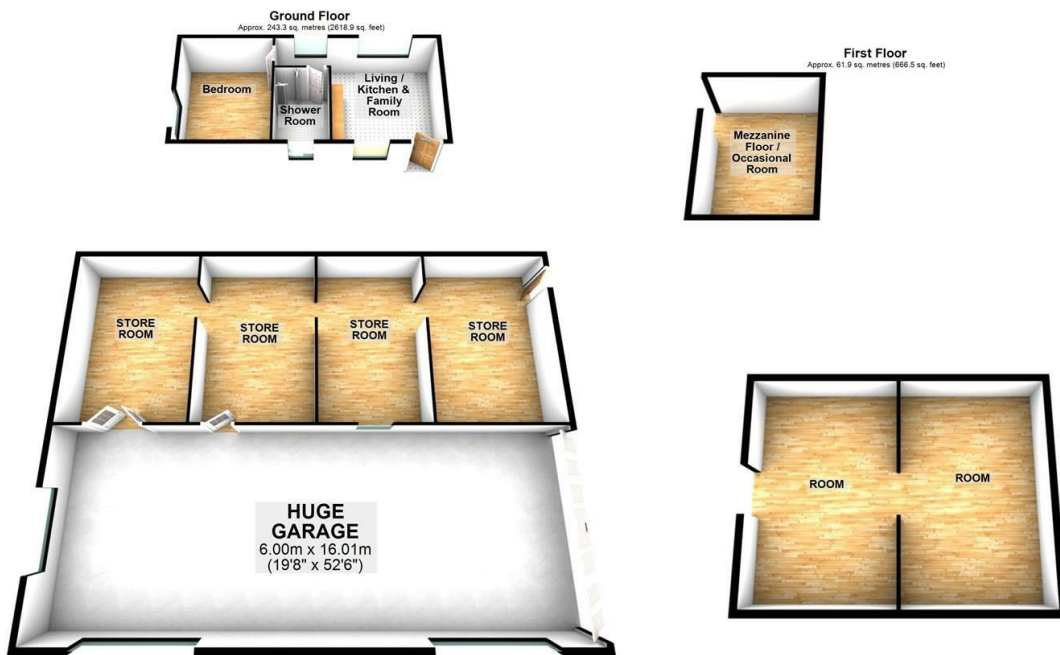 Ground Floor
Approx. 243.3 sq. metres (2618.9 sq. feet)
First Floor
Approx. 61.9 sq. metres (666.5 sq. feet)
Bedroom
Shower
Room
Living /
Kitchen &
Family
Room
Mezzanine
Floor /
Occasional
Room
STORE
ROOM
STORE
ROOM
STORE
ROOM
STORE
ROOM
HUGE
GARAGE
6.00m x 16.01m
(19'8" x 52'6")
ROOM
ROOM